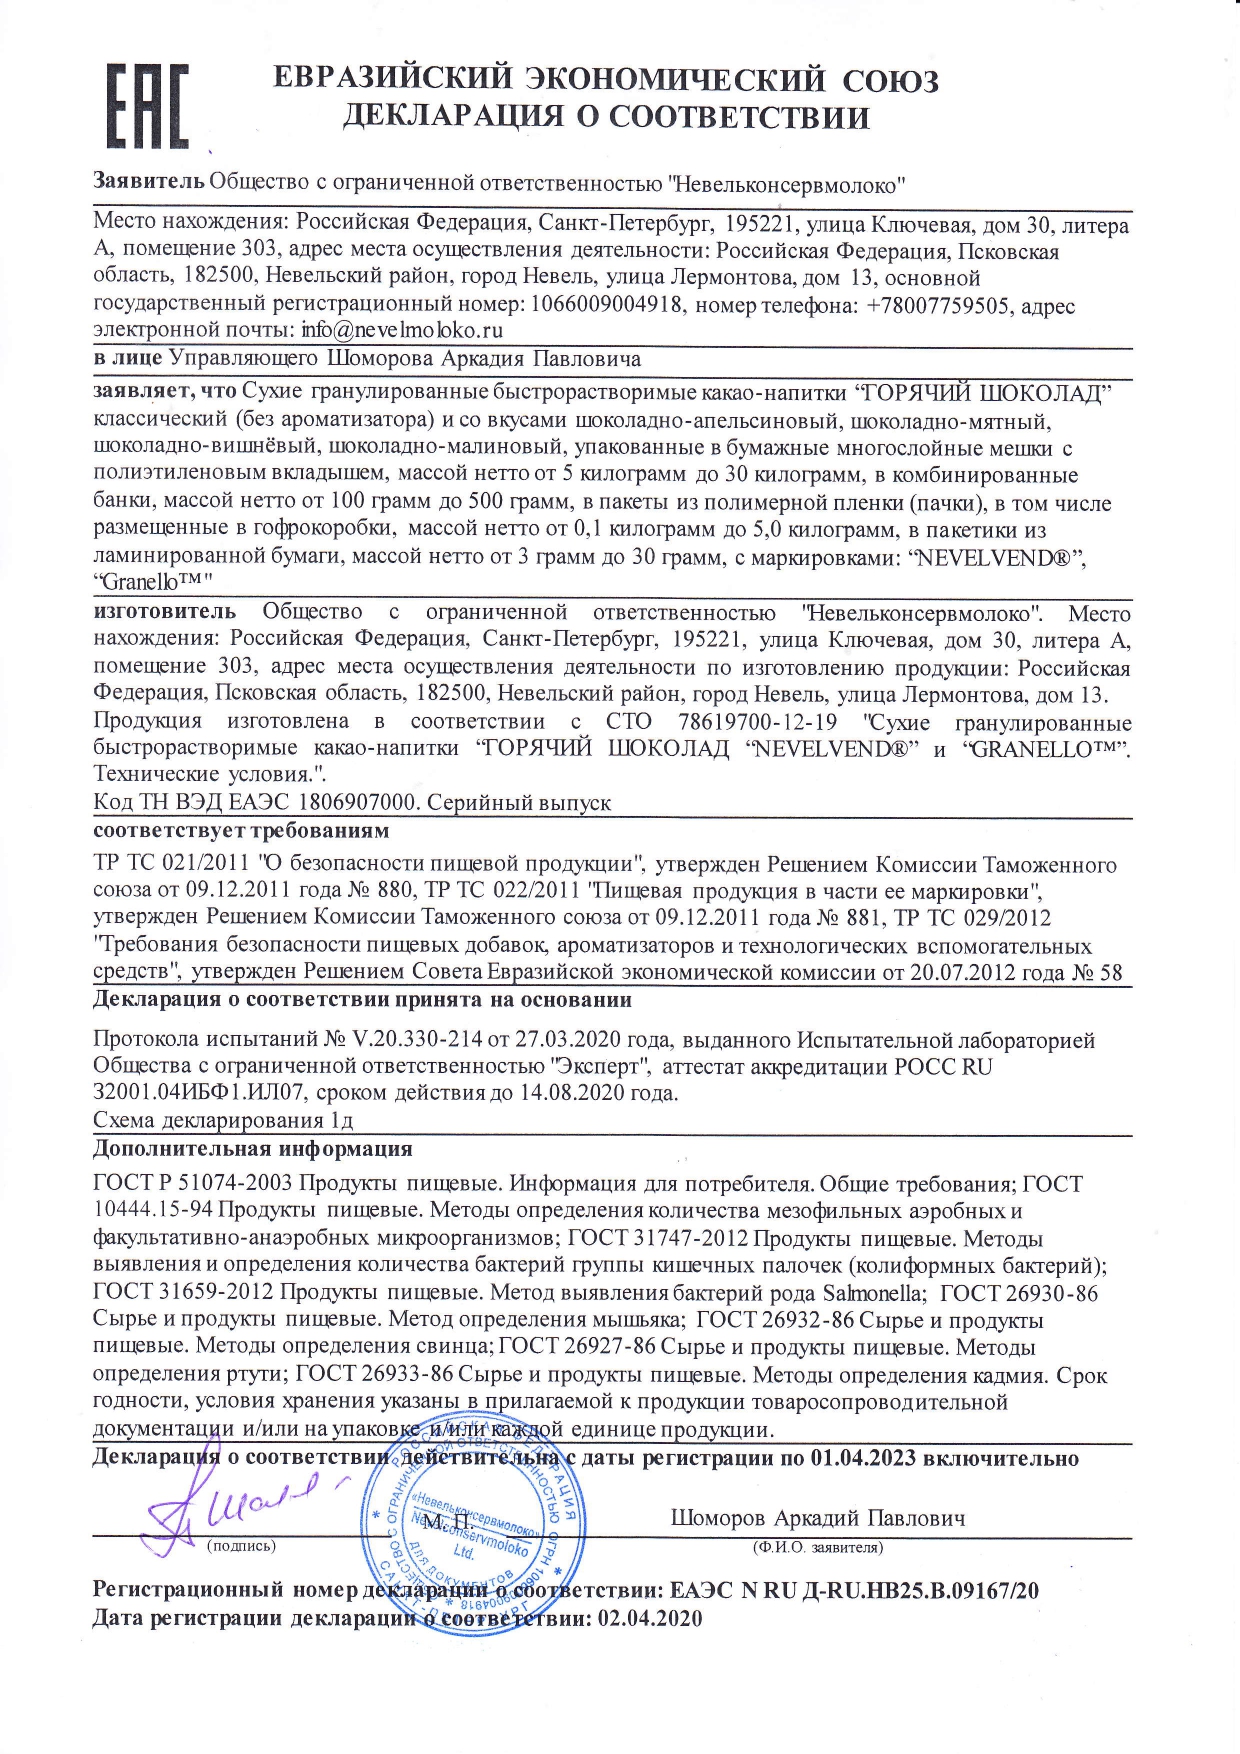 ЕАС
ЕВРАЗИЙСКИЙ ЭКОНОМИЧЕСКИЙ СОЮЗ
ДЕКЛАРАЦИЯ О СООТВЕТСТВИИ
Заявитель Общество с ограниченной ответственностью "Невельконсервмолоко"
Место нахождения: Российская Федерация, Санкт-Петербург, 195221, улица Ключевая, дом 30, литера
А, помещение 303, адрес места осуществления деятельности: Российская Федерация, Псковская
область, 182500, Невельский район, город Невель, улица Лермонтова, дом 13, основной
государственный регистрационный номер: 1066009004918, номер телефона: +78007759505, адрес
электронной почты: info@nevelmoloko.ru
в лице Управляющего Шоморова Аркадия Павловича
заявляет, что Сухие гранулированные быстрорастворимые какао-напитки “ГОРЯЧИЙ ШОКОЛАД”
классический (без ароматизатора) и со вкусами шоколадно-апельсиновый, шоколадно-мятный,
шоколадно-вишнёвый, шоколадно-малиновый, упакованные в бумажные многослойные мешки с
полиэтиленовым вкладышем, массой нетто от 5 килограмм до 30 килограмм, в комбинированные
банки, массой нетто от 100 грамм до 500 грамм, в пакеты из полимерной пленки (пачки), в том числе
размещенные в гофрокоробки, массой нетто от 0,1 килограмм до 5,0 килограмм, в пакетики из
ламинированной бумаги, массой нетто от 3 грамм до 30 грамм, с маркировками: “NEVELVEND®”,
“Granello™"
изготовитель Общество с ограниченной ответственностью "Невельконсервмолоко". Место
нахождения: Российская Федерация, Санкт-Петербург, 195221, улица Ключевая, дом 30, литера А,
помещение 303, адрес места осуществления деятельности по изготовлению продукции: Российская
Федерация, Псковская область, 182500, Невельский район, город Невель, улица Лермонтова, дом 13.
Продукция изготовлена в соответствии с СТО 78619700-12-19 "Сухие гранулированные
быстрорастворимые какао-напитки “ГОРЯЧИЙ ШОКОЛАД “NEVELVEND®” и “GRANELLO™”.
Технические условия.".
Код ТН ВЭД ЕАЭС 1806907000. Серийный выпуск
соответствует требованиям
ТР ТС 021/2011 "О безопасности пищевой продукции", утвержден Решением Комиссии Таможенного
союза от 09.12.2011 года № 880, ТР ТС 022/2011 "Пищевая продукция в части ее маркировки",
утвержден Решением Комиссии Таможенного союза от 09.12.2011 года № 881, ТР ТС 029/2012
"Требования безопасности пищевых добавок, ароматизаторов и технологических вспомогательных
средств", утвержден Решением Совета Евразийской экономической комиссии от 20.07.2012 года № 58
Декларация о соответствии принята на основании
Протокола испытаний № V.20.330-214 от 27.03.2020 года, выданного Испытательной лабораторией
Общества с ограниченной ответственностью "Эксперт", аттестат аккредитации РОСС RU
З2001.04ИБФ1.ИЛ07, сроком действия до 14.08.2020 года.
Схема декларирования 1д
Дополнительная информация
ГОСТ Р 51074-2003 Продукты пищевые. Информация для потребителя. Общие требования; ГОСТ
10444.15-94 Продукты пищевые. Методы определения количества мезофильных аэробных и
факультативно-анаэробных микроорганизмов; ГОСТ 31747-2012 Продукты пищевые. Методы
выявления и определения количества бактерий группы кишечных палочек (колиформных бактерий);
ГОСТ 31659-2012 Продукты пищевые. Метод выявления бактерий рода Salmonella; ГОСТ 26930-86
Сырье и продукты пищевые. Метод определения мышьяка; ГОСТ 26932-86 Сырье и продукты
пищевые. Методы определения свинца; ГОСТ 26927-86 Сырье и продукты пищевые. Методы
определения ртути; ГОСТ 26933-86 Сырье и продукты пищевые. Методы определения кадмия. Срок
годности, условия хранения указаны в прилагаемой к продукции товаросопроводительной
документации и/или на упаковке и/или каждой единице продукции.
Декларация о соответствии действительна с даты регистрации по 01.04.2023 включительно
РОССИЙСКАЯ ФЕДЕРАЦИЯ * САНКТ-ПЕТЕРБУРГ *
ОБЩЕСТВО С ОГРАНИЧЕННОЙ ОТВЕТСТВЕННОСТЬЮ ОГРН 1066009004918 *
«Невельконсервмолоко»
Nevelconservmoloko
Ltd.
ДЛЯ ДОКУМЕНТОВ
М. П.
Шоморов Аркадий Павлович
(подпись)
(Ф.И.О. заявителя)
Регистрационный номер декларации о соответствии: ЕАЭС N RU Д-RU.НВ25.В.09167/20
Дата регистрации декларации о соответствии: 02.04.2020